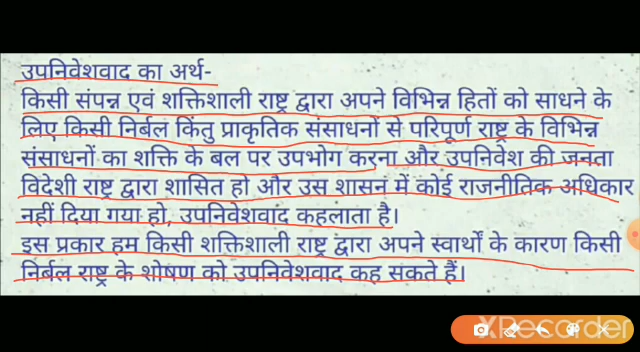 उपनिवेशवाद का अर्थ-
किसी संपन्न एवं शक्तिशाली राष्ट्र द्वारा अपने विभिन्न हितों को साधने के
लिए किसी निर्बल किंतु प्राकृतिक संसाधनों से परिपूर्ण राष्ट्र के विभिन्न
संसाधनों का शक्ति के बल पर उपभोग करना और उपनिवेश की जनता
विदेशी राष्ट्र द्वारा शासित हो और उस शासन में कोई राजनीतिक अधिकार
नहीं दिया गया हो, उपनिवेशवाद कहलाता है।
इस प्रकार हम किसी शक्तिशाली राष्ट्र द्वारा अपने स्वार्थों के कारण किसी
निर्बल राष्ट्र के शोषण को उपनिवेशवाद कह सकते हैं।
XRecorder